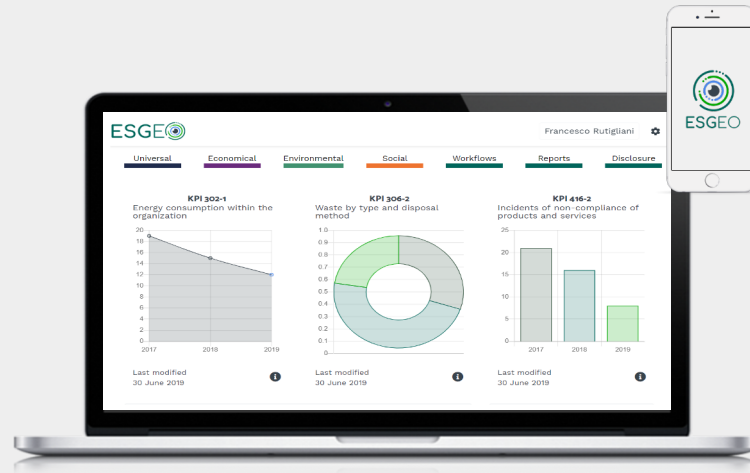 ESGEO
ESGEO
Francesco Rutigliani
Universal Economical Environmental Social Workflows Reports Disclosure
KPI 302-1
Energy consumption within the
organization
20
18
16
14
12
10
8
6
4
2
0
2017 2018 2019
Last modified
30 June 2019
KPI 306-2
Waste by type and disposal
method
1.0
0.9
0.8
0.7
0.6
0.5
0.4
0.3
0.2
0.1
0
Last modified
30 June 2019
KPI 416-2
Incidents of non-compliance of
products and services
25
20
15
10
5
0
2017 2018 2019
Last modified
30 June 2019